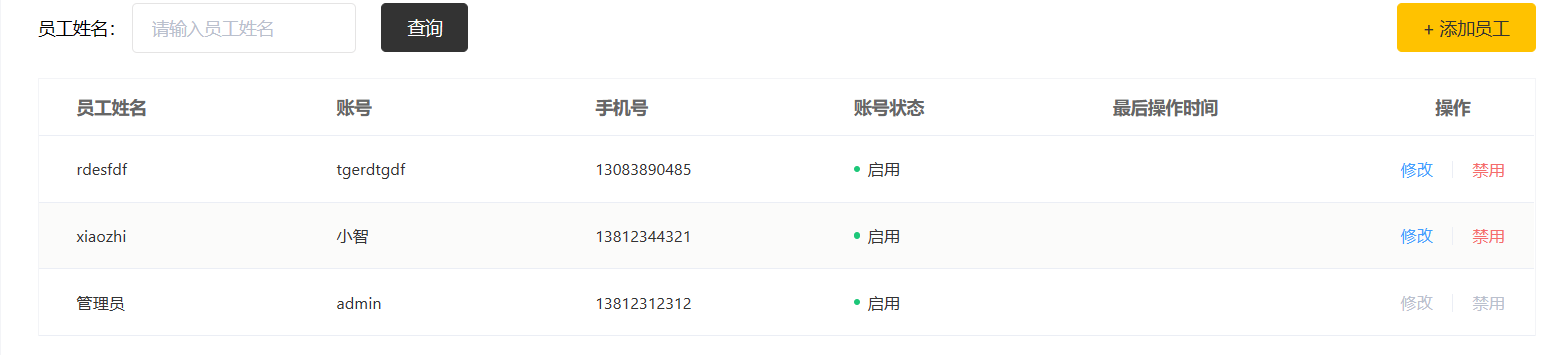 员工姓名： 请输入员工姓名 查询 + 添加员工
员工姓名 账号 手机号 账号状态 最后操作时间 操作
rdesfdf tgerdtgdf 13083890485 启用 修改 禁用
xiaozhi 小智 13812344321 启用 修改 禁用
管理员 admin 13812312312 启用 修改 禁用